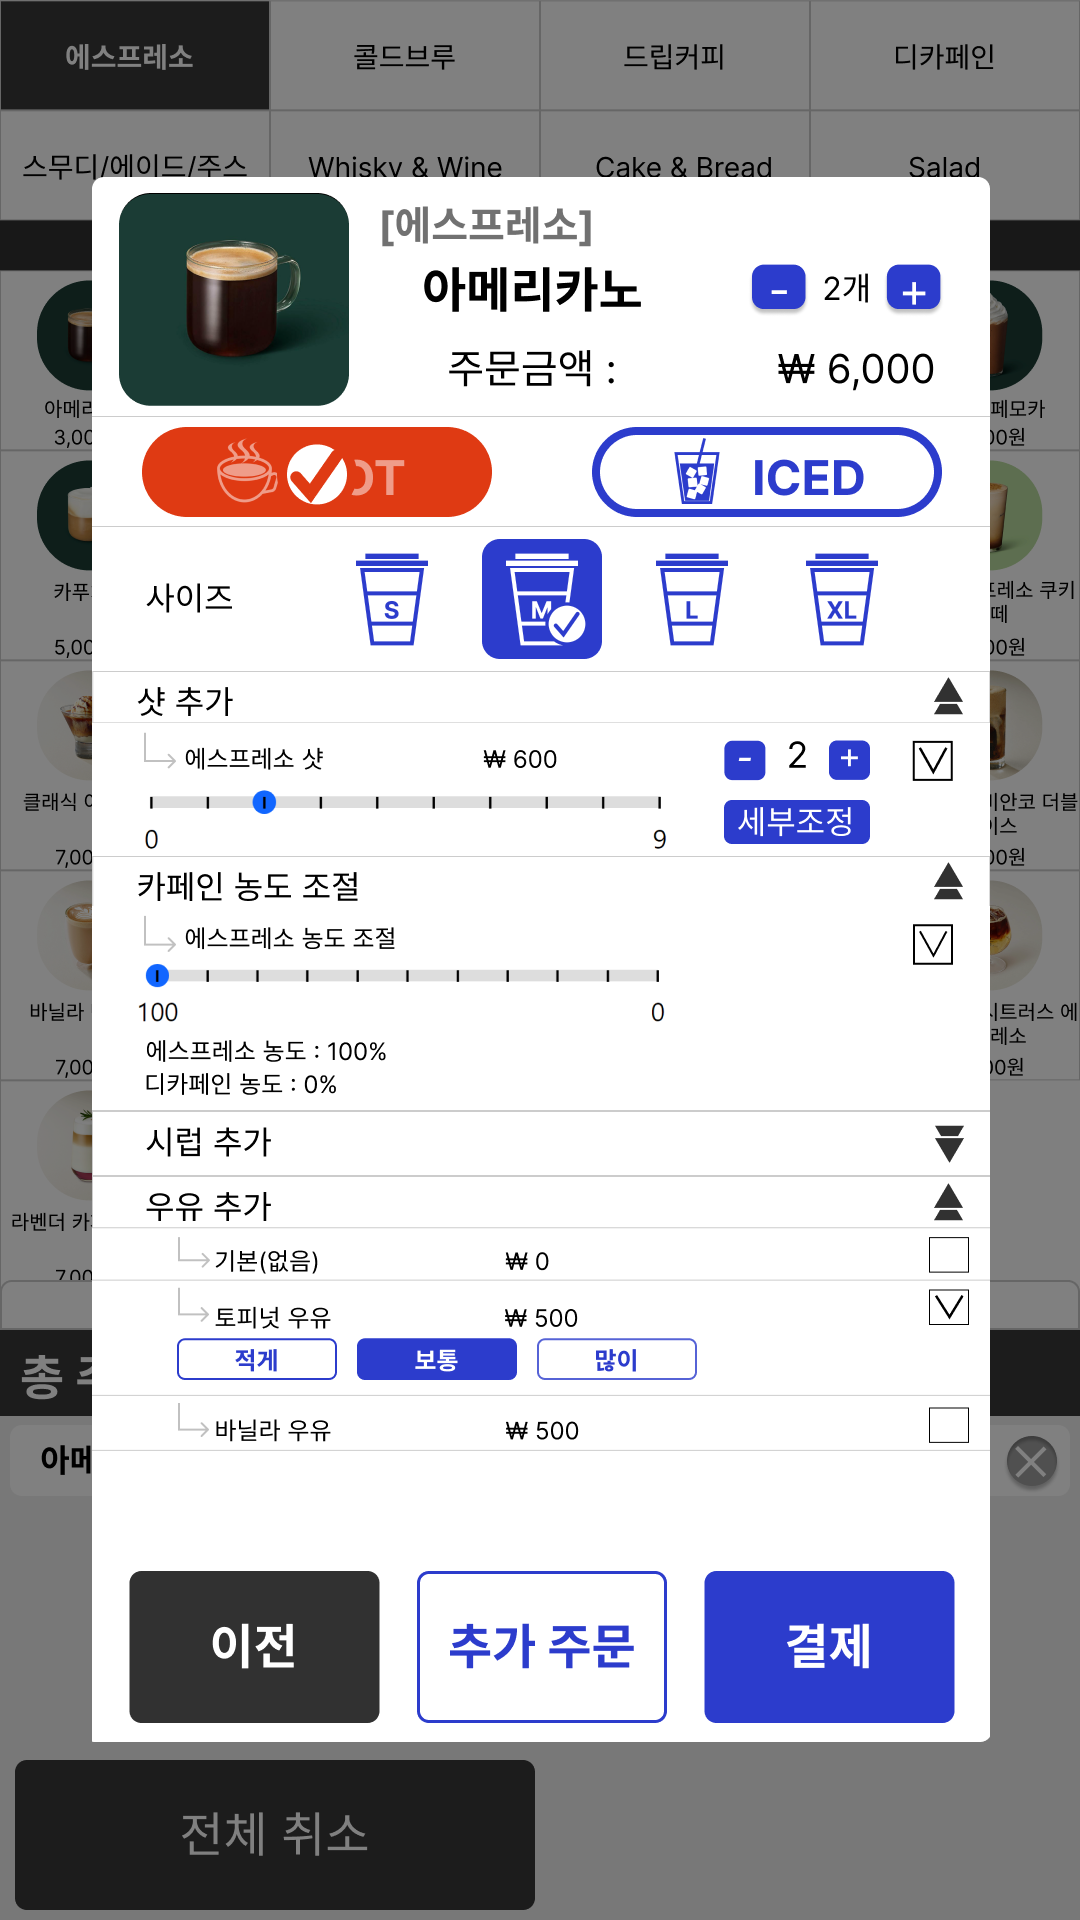 에스프레소
콜드브루
드립커피
디카페인
스무디/에이드/주스
Whisky & Wine
Cake & Bread
Salad
[에스프레소]
아메리카노
- 2개 +
주문금액 : ₩ 6,000
OT
ICED
사이즈
S
M
L
XL
샷 추가
에스프레소 샷 ₩ 600 - 2 +
0 9
세부조정
카페인 농도 조절
에스프레소 농도 조절
100 0
에스프레소 농도 : 100%
디카페인 농도 : 0%
시럽 추가
우유 추가
기본(없음) ₩ 0
토피넛 우유 ₩ 500
적게 보통 많이
바닐라 우유 ₩ 500
이전
추가 주문
결제
페모카
00원
카푸
5,00
프레소 쿠키
떼
00원
클래식
7,00
더블
이스
00원
바닐라
7,00
시트러스 에
레소
00원
라벤더
7,00
총
아메
전체 취소